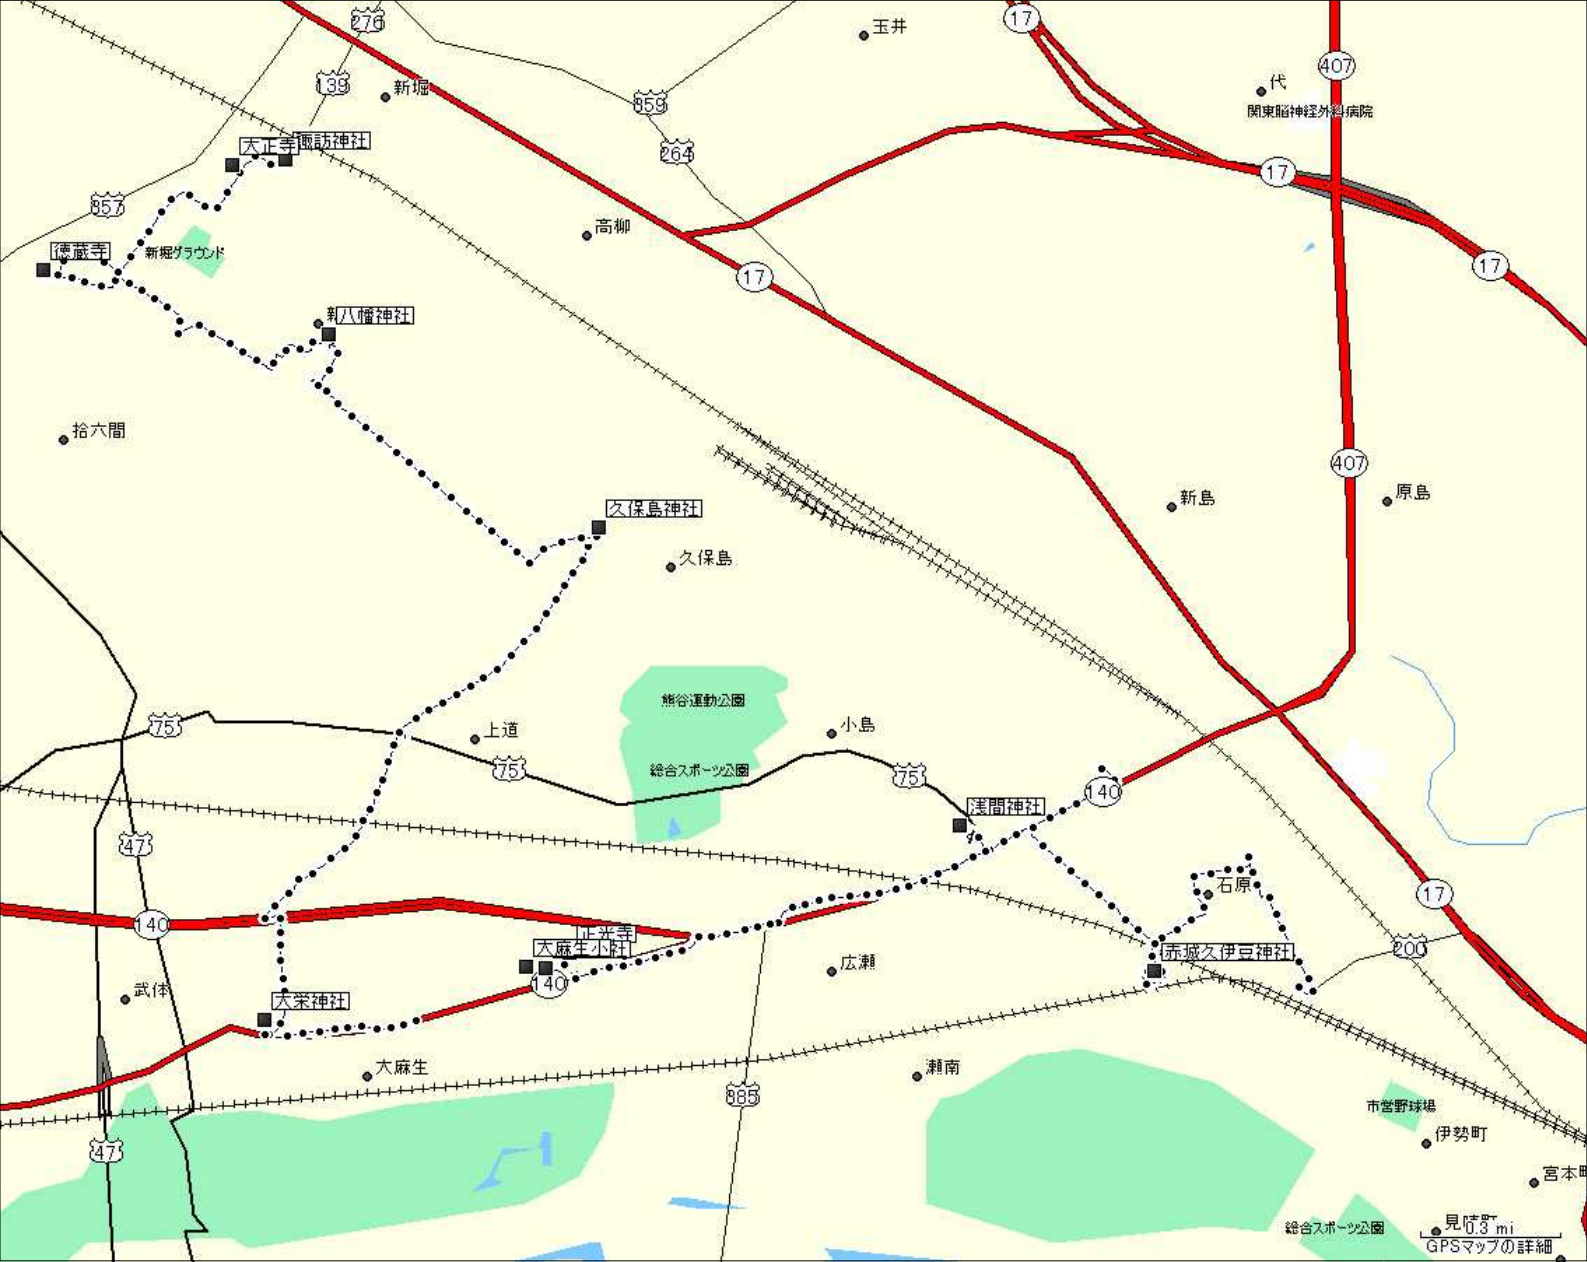 276
17
玉井
407
139
新堀
359
代
関東脳神経外科病院
264
諏訪神社
大正寺
17
357
高柳
徳蔵寺
新堀グラウンド
17
17
新
八幡神社
拾六間
407
新島
原島
久保島神社
久保島
熊谷運動公園
75
上道
小島
75
総合スポーツ公園
75
140
浅間神社
47
石原
17
140
正光寺
大麻生小社
200
赤城久伊豆神社
広瀬
140
武体
大栄神社
大麻生
瀬南
385
市営野球場
伊勢町
47
宮本町
総合スポーツ公園
見晴町
0.3 mi
GPSマップの詳細